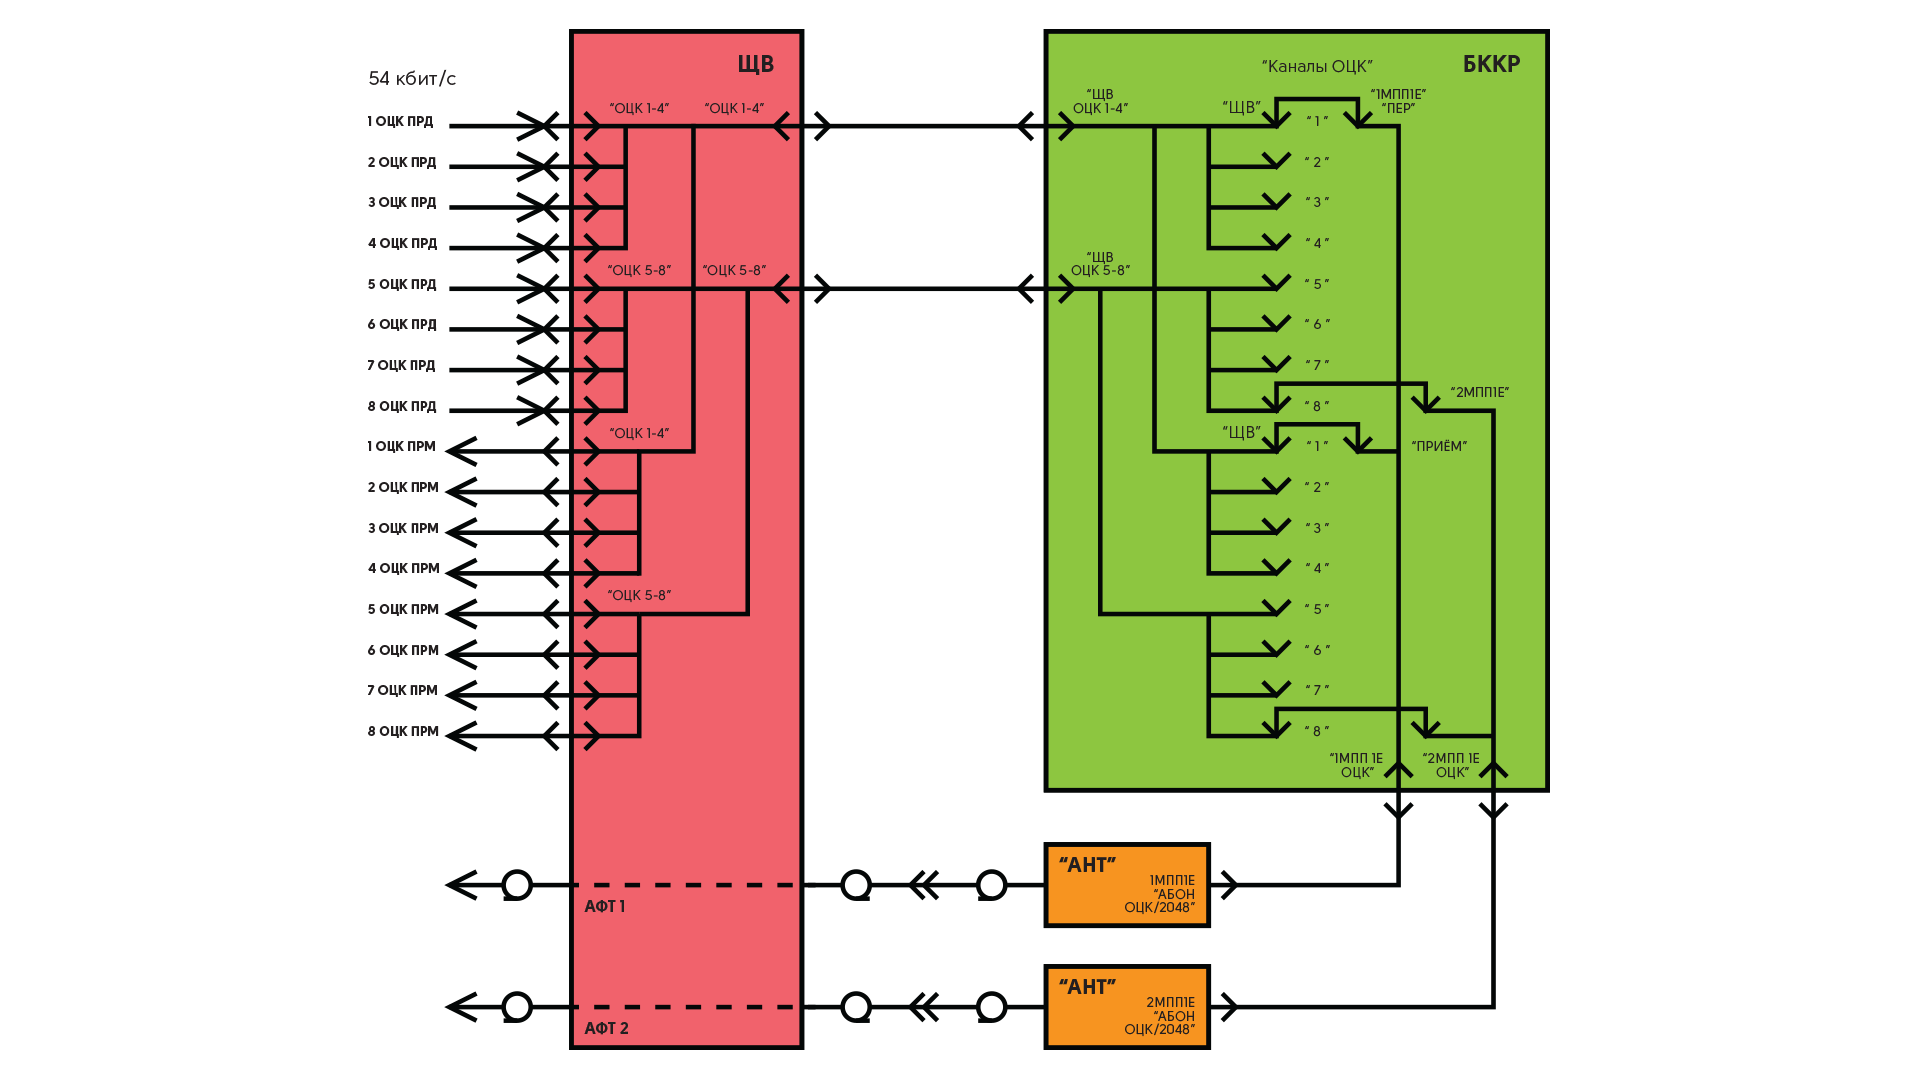 ЩВ
БККР
“Каналы ОЦК”
54 кбит/с
“1МПП1Е”
“ПЕР”
“ОЦК 1-4”
“ОЦК 1-4”
“ЩВ
ОЦК 1-4”
“ЩВ”
1 ОЦК ПРД
“ 1 ”
2 ОЦК ПРД
“ 2 ”
3 ОЦК ПРД
“ 3 ”
4 ОЦК ПРД
“ 4 ”
“ОЦК 5-8”
“ОЦК 5-8”
“ЩВ
ОЦК 5-8”
5 ОЦК ПРД
“ 5 ”
6 ОЦК ПРД
“ 6 ”
7 ОЦК ПРД
“ 7 ”
“2МПП1Е”
8 ОЦК ПРД
“ 8 ”
“ОЦК 1-4”
“ЩВ”
1 ОЦК ПРМ
“ 1 ”
“ПРИЁМ”
2 ОЦК ПРМ
“ 2 ”
3 ОЦК ПРМ
“ 3 ”
4 ОЦК ПРМ
“ 4 ”
“ОЦК 5-8”
5 ОЦК ПРМ
“ 5 ”
6 ОЦК ПРМ
“ 6 ”
7 ОЦК ПРМ
“ 7 ”
8 ОЦК ПРМ
“ 8 ”
“1МПП 1Е
ОЦК”
“2МПП 1Е
ОЦК”
“АНТ”
1МПП1Е
“АБОН
ОЦК/2048”
АФТ 1
“АНТ”
2МПП1Е
“АБОН
ОЦК/2048”
АФТ 2